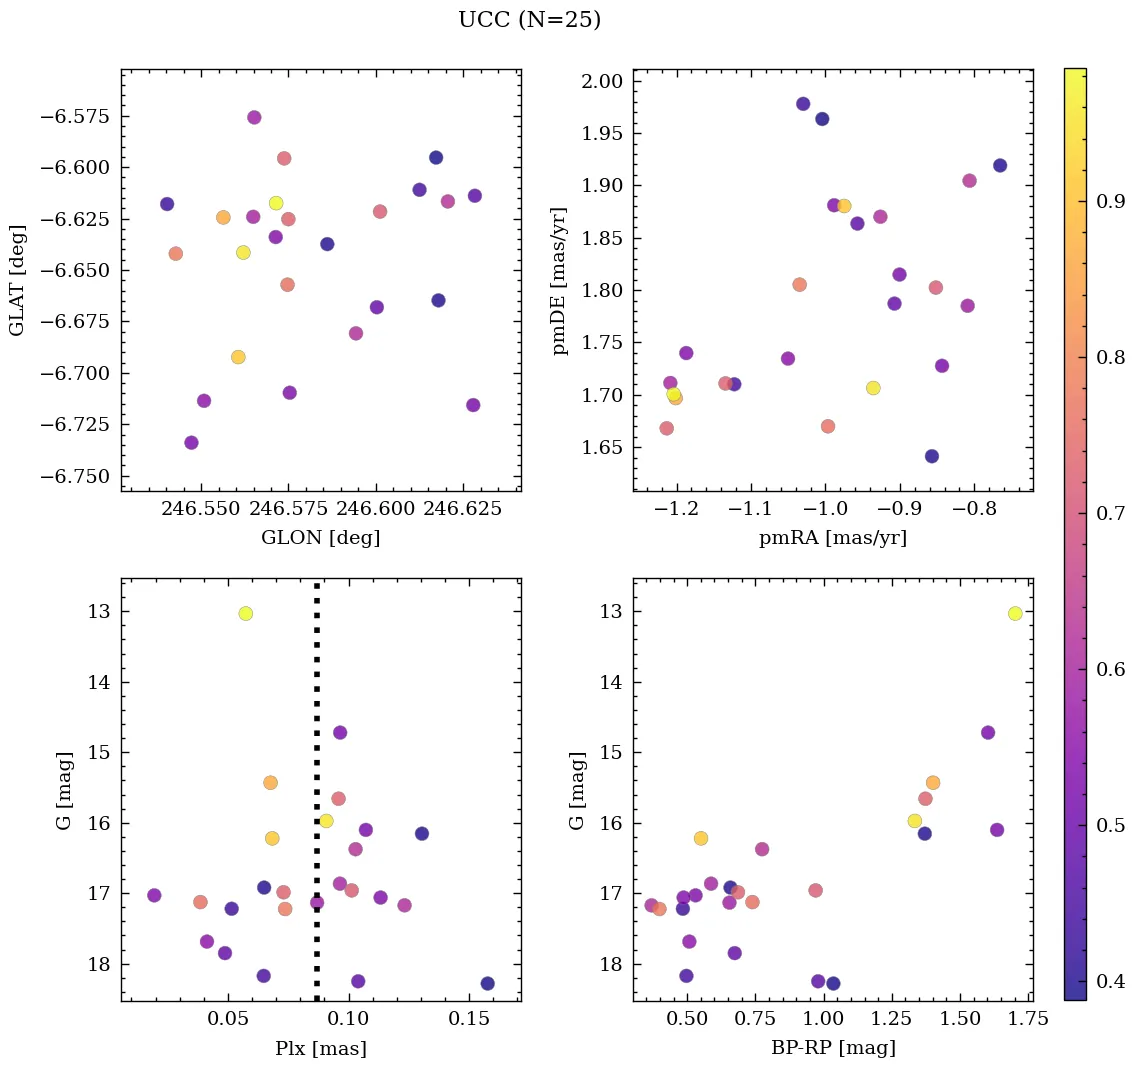 UCC (N=25)
−6.575
−6.600
−6.625
−6.650
−6.675
−6.700
−6.725
−6.750
GLAT [deg]
246.550 246.575 246.600 246.625
GLON [deg]
2.00
1.95
1.90
1.85
1.80
1.75
1.70
1.65
pmDE [mas/yr]
−1.2 −1.1 −1.0 −0.9 −0.8
pmRA [mas/yr]
13
14
15
16
17
18
G [mag]
0.05 0.10 0.15
Plx [mas]
13
14
15
16
17
18
G [mag]
0.50 0.75 1.00 1.25 1.50 1.75
BP-RP [mag]
0.9
0.8
0.7
0.6
0.5
0.4